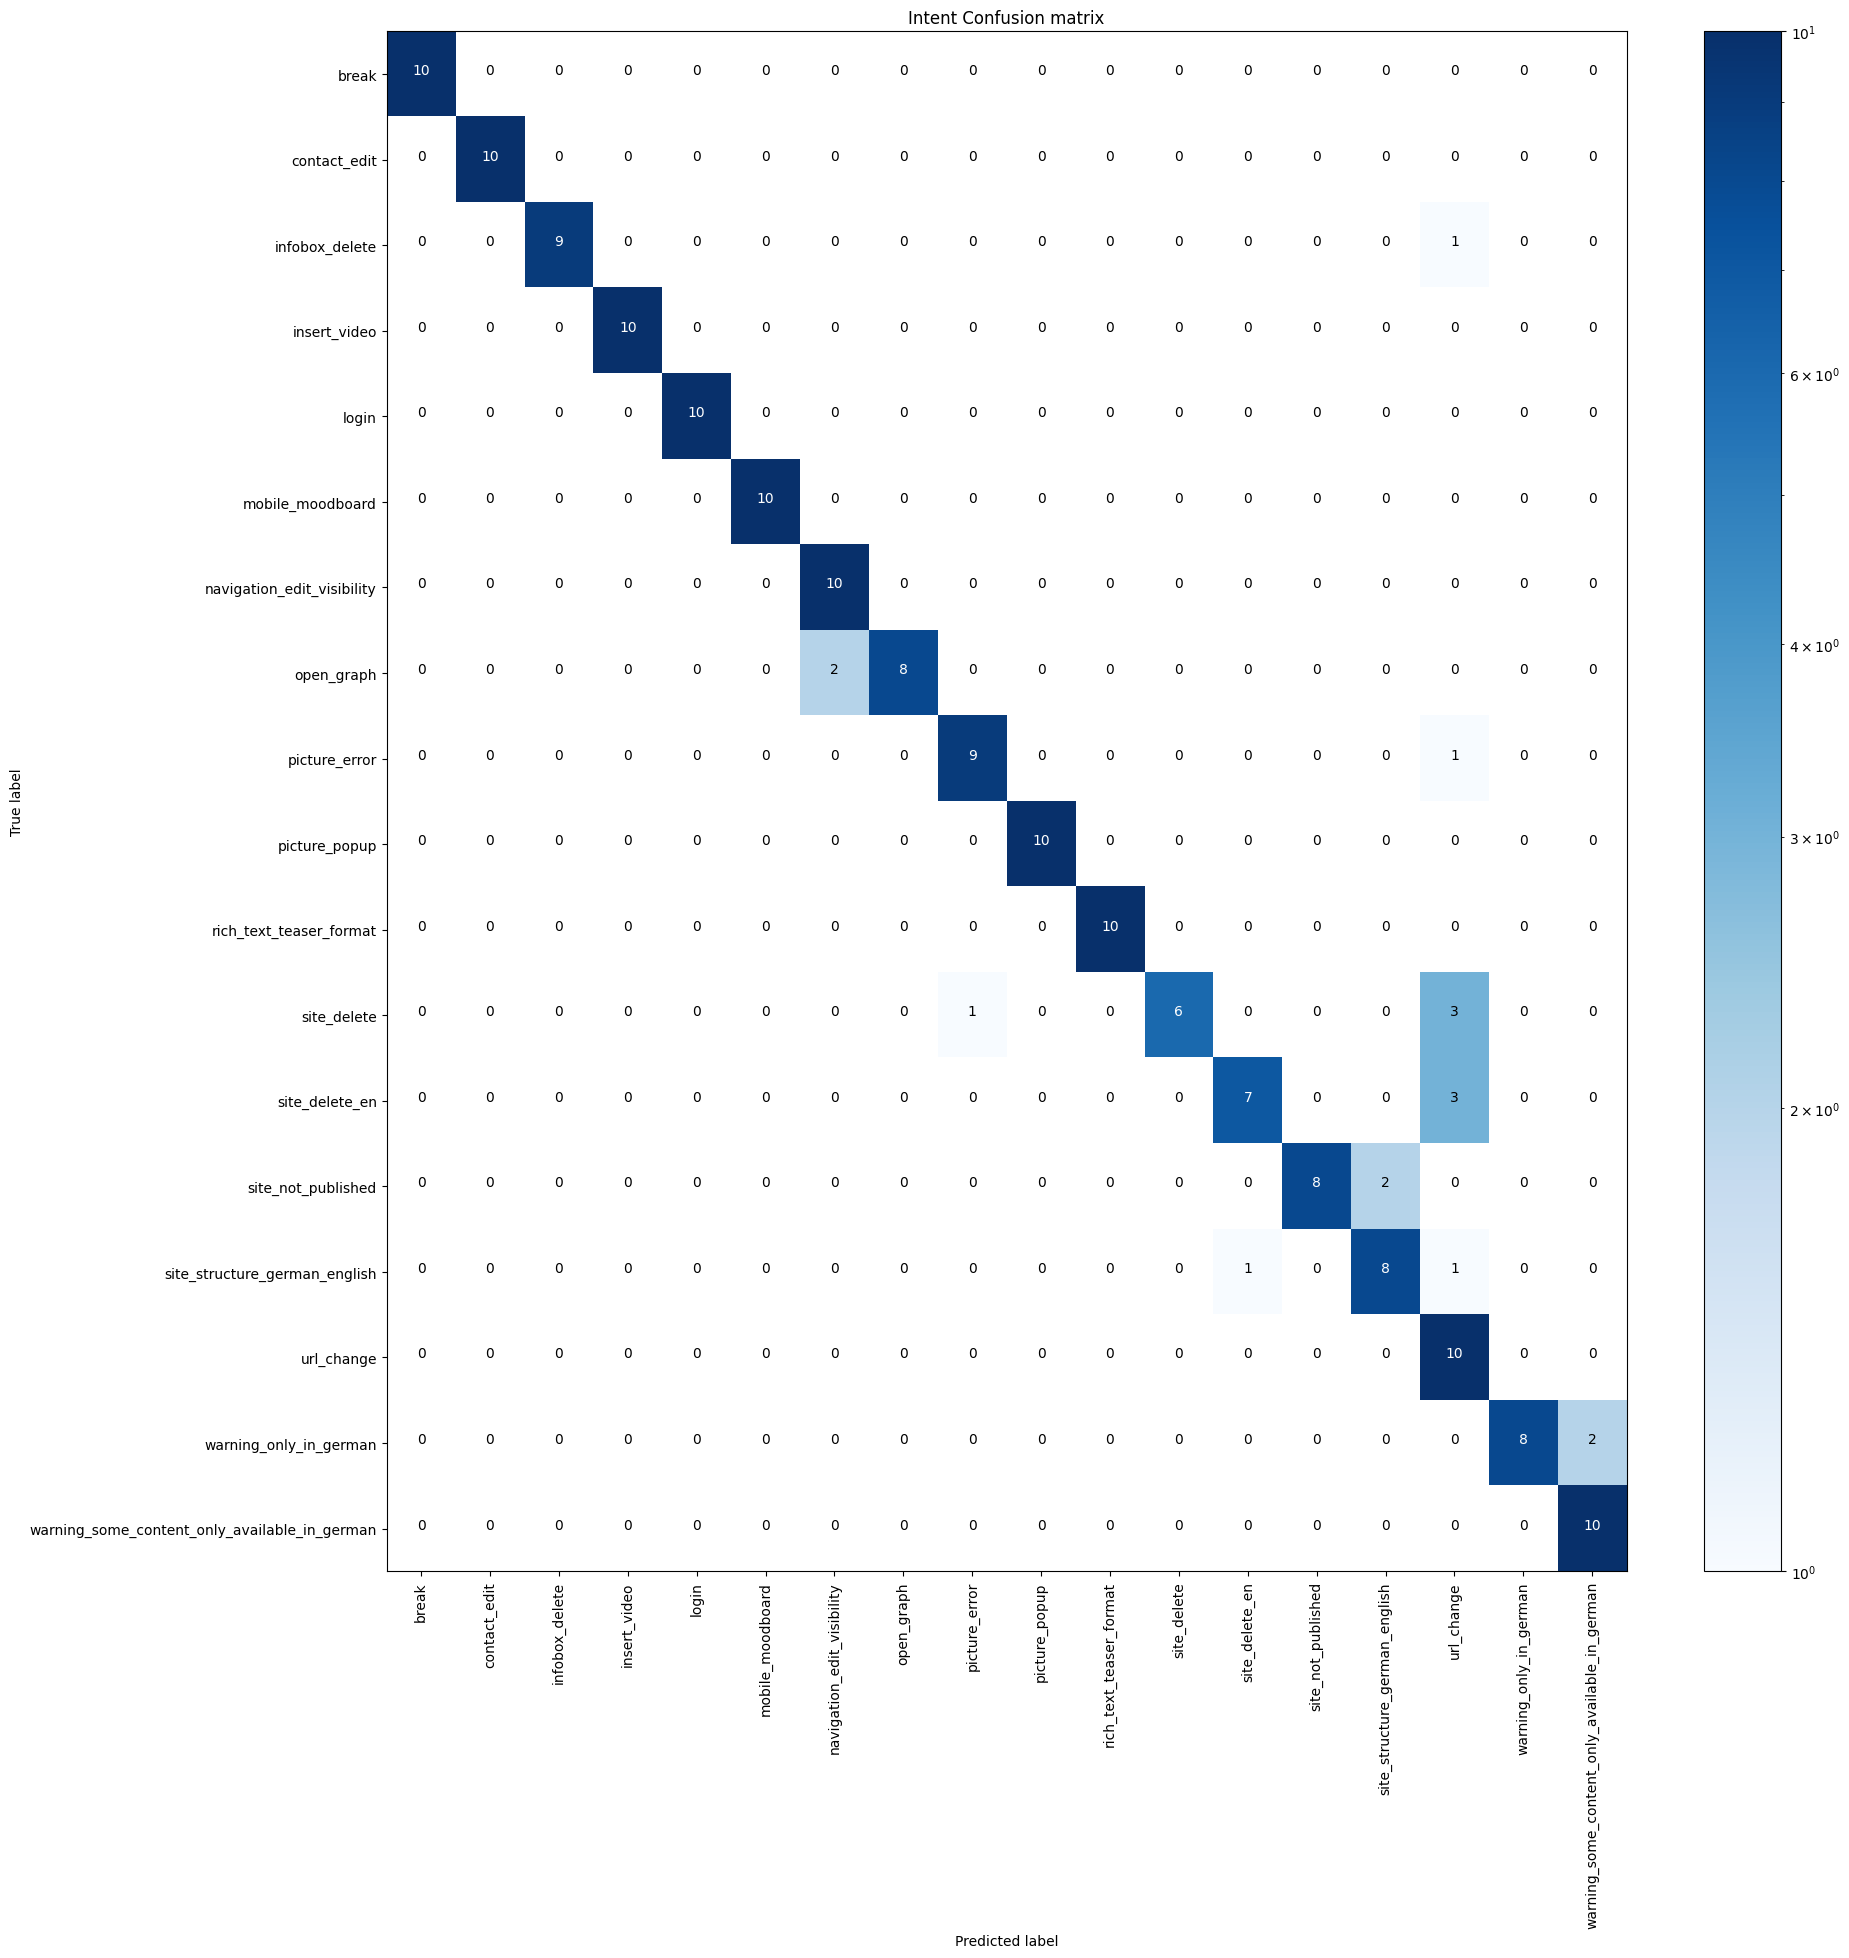 Intent Confusion matrix
True label
break 10 0 0 0 0 0 0 0 0 0 0 0 0 0 0 0 0 0
contact_edit 0 10 0 0 0 0 0 0 0 0 0 0 0 0 0 0 0 0
infobox_delete 0 0 9 0 0 0 0 0 0 0 0 0 0 0 0 1 0 0
insert_video 0 0 0 10 0 0 0 0 0 0 0 0 0 0 0 0 0 0
login 0 0 0 0 10 0 0 0 0 0 0 0 0 0 0 0 0 0
mobile_moodboard 0 0 0 0 0 10 0 0 0 0 0 0 0 0 0 0 0 0
navigation_edit_visibility 0 0 0 0 0 0 10 0 0 0 0 0 0 0 0 0 0 0
open_graph 0 0 0 0 0 0 2 8 0 0 0 0 0 0 0 0 0 0
picture_error 0 0 0 0 0 0 0 0 9 0 0 0 0 0 0 1 0 0
picture_popup 0 0 0 0 0 0 0 0 0 10 0 0 0 0 0 0 0 0
rich_text_teaser_format 0 0 0 0 0 0 0 0 0 0 10 0 0 0 0 0 0 0
site_delete 0 0 0 0 0 0 0 0 1 0 0 6 0 0 0 3 0 0
site_delete_en 0 0 0 0 0 0 0 0 0 0 0 0 7 0 0 3 0 0
site_not_published 0 0 0 0 0 0 0 0 0 0 0 0 0 8 2 0 0 0
site_structure_german_english 0 0 0 0 0 0 0 0 0 0 0 0 1 0 8 1 0 0
url_change 0 0 0 0 0 0 0 0 0 0 0 0 0 0 0 10 0 0
warning_only_in_german 0 0 0 0 0 0 0 0 0 0 0 0 0 0 0 0 8 2
warning_some_content_only_available_in_german 0 0 0 0 0 0 0 0 0 0 0 0 0 0 0 0 0 10
break
contact_edit
infobox_delete
insert_video
login
mobile_moodboard
navigation_edit_visibility
open_graph
picture_error
picture_popup
rich_text_teaser_format
site_delete
site_delete_en
site_not_published
site_structure_german_english
url_change
warning_only_in_german
warning_some_content_only_available_in_german
Predicted label
10¹
6 × 10⁰
4 × 10⁰
3 × 10⁰
2 × 10⁰
10⁰